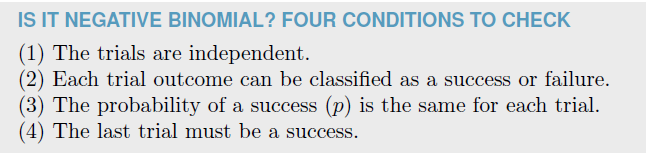 IS IT NEGATIVE BINOMIAL? FOUR CONDITIONS TO CHECK
(1) The trials are independent.
(2) Each trial outcome can be classified as a success or failure.
(3) The probability of a success (p) is the same for each trial.
(4) The last trial must be a success.